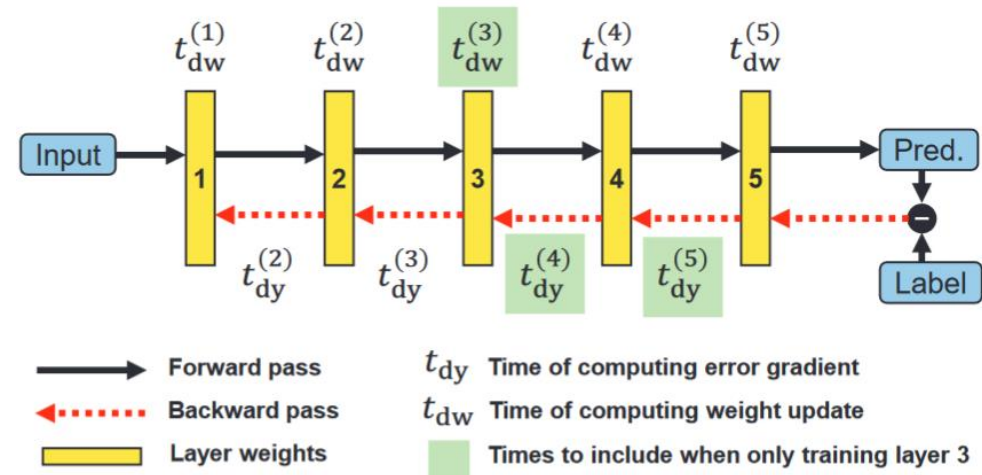 t_dw^(1) t_dw^(2) t_dw^(3) t_dw^(4) t_dw^(5)
Input 1 2 3 4 5 Pred.
−
t_dy^(2) t_dy^(3) t_dy^(4) t_dy^(5) Label
Forward pass t_dy Time of computing error gradient
Backward pass t_dw Time of computing weight update
Layer weights Times to include when only training layer 3